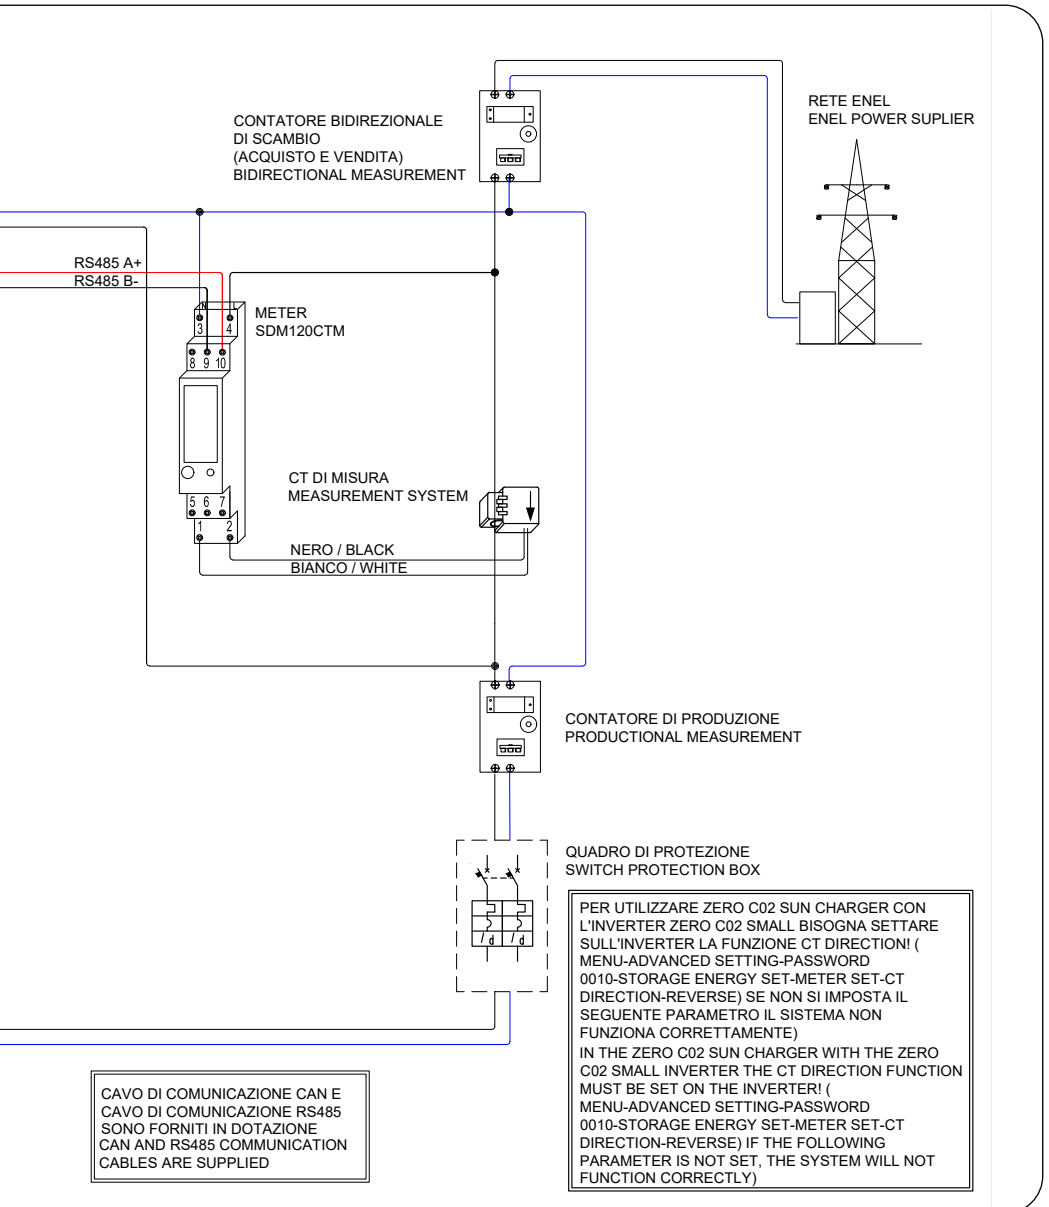 RETE ENEL
ENEL POWER SUPLIER
CONTATORE BIDIREZIONALE
DI SCAMBIO
(ACQUISTO E VENDITA)
BIDIRECTIONAL MEASUREMENT
RS485 A+
RS485 B-
N L
3 4
METER
SDM120CTM
8 9 10
CT DI MISURA
MEASUREMENT SYSTEM
5 6 7
1 2
NERO / BLACK
BIANCO / WHITE
CONTATORE DI PRODUZIONE
PRODUCTIONAL MEASUREMENT
QUADRO DI PROTEZIONE
SWITCH PROTECTION BOX
/ d / d
PER UTILIZZARE ZERO C02 SUN CHARGER CON
L'INVERTER ZERO C02 SMALL BISOGNA SETTARE
SULL'INVERTER LA FUNZIONE CT DIRECTION! (
MENU-ADVANCED SETTING-PASSWORD
0010-STORAGE ENERGY SET-METER SET-CT
DIRECTION-REVERSE) SE NON SI IMPOSTA IL
SEGUENTE PARAMETRO IL SISTEMA NON
FUNZIONA CORRETTAMENTE)
IN THE ZERO C02 SUN CHARGER WITH THE ZERO
C02 SMALL INVERTER THE CT DIRECTION FUNCTION
MUST BE SET ON THE INVERTER! (
MENU-ADVANCED SETTING-PASSWORD
0010-STORAGE ENERGY SET-METER SET-CT
DIRECTION-REVERSE) IF THE FOLLOWING
PARAMETER IS NOT SET, THE SYSTEM WILL NOT
FUNCTION CORRECTLY)
CAVO DI COMUNICAZIONE CAN E
CAVO DI COMUNICAZIONE RS485
SONO FORNITI IN DOTAZIONE
CAN AND RS485 COMMUNICATION
CABLES ARE SUPPLIED